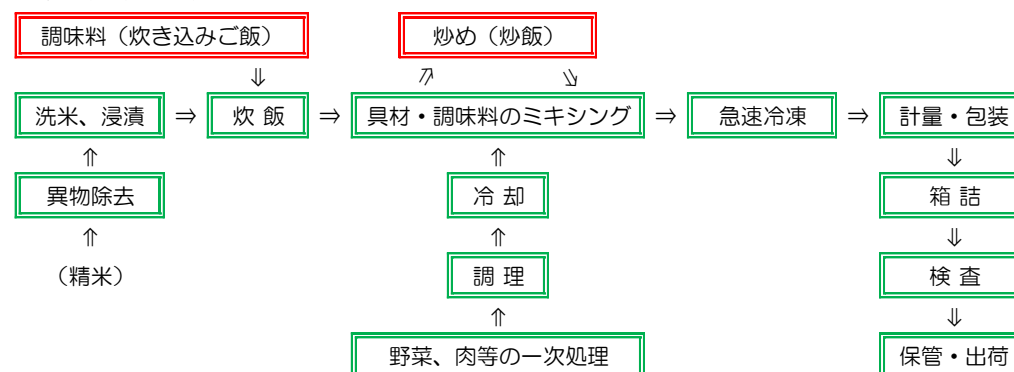 調味料（炊き込みご飯） 炒め（炒飯）
⇓ ⇗ ⇘
洗米、浸漬 ⇒ 炊 飯 ⇒ 具材・調味料のミキシング ⇒ 急速冷凍 ⇒ 計量・包装
⇑ ⇑ ⇓
異物除去 冷 却 箱 詰
⇑ ⇑ ⇓
（精米） 調 理 検 査
⇑ ⇓
野菜、肉等の一次処理 保管・出荷